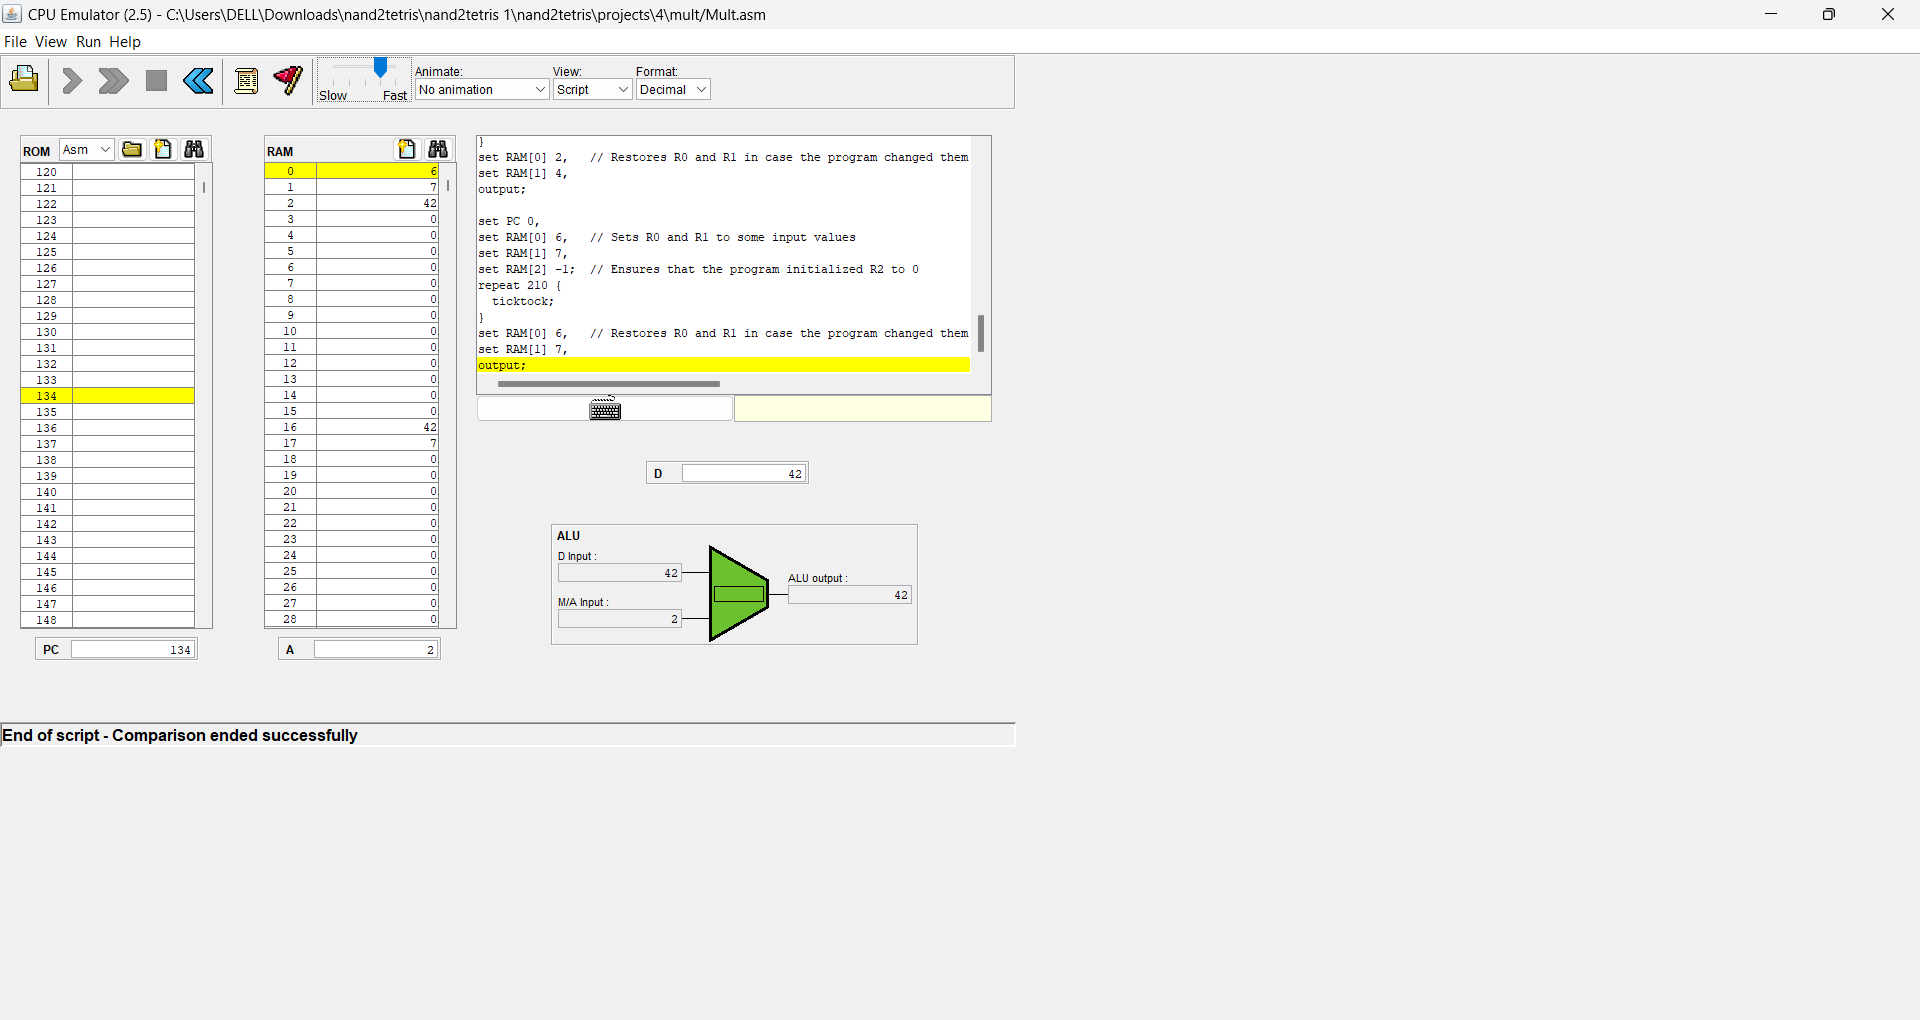 CPU Emulator (2.5) - C:\Users\DELL\Downloads\nand2tetris\nand2tetris 1\nand2tetris\projects\4\mult/Mult.asm
File View Run Help
Animate: View: Format:
Slow Fast No animation Script Decimal
ROM Asm
120
121
122
123
124
125
126
127
128
129
130
131
132
133
134
135
136
137
138
139
140
141
142
143
144
145
146
147
148
PC 134
RAM
0 6
1 7
2 42
3 0
4 0
5 0
6 0
7 0
8 0
9 0
10 0
11 0
12 0
13 0
14 0
15 0
16 42
17 7
18 0
19 0
20 0
21 0
22 0
23 0
24 0
25 0
26 0
27 0
28 0
A 2
}
set RAM[0] 2, // Restores R0 and R1 in case the program changed them
set RAM[1] 4,
output;
set PC 0,
set RAM[0] 6, // Sets R0 and R1 to some input values
set RAM[1] 7,
set RAM[2] -1; // Ensures that the program initialized R2 to 0
repeat 210 {
ticktock;
}
set RAM[0] 6, // Restores R0 and R1 in case the program changed them
set RAM[1] 7,
output;
D 42
ALU
D Input :
42
M/A Input :
2
ALU output :
42
End of script - Comparison ended successfully